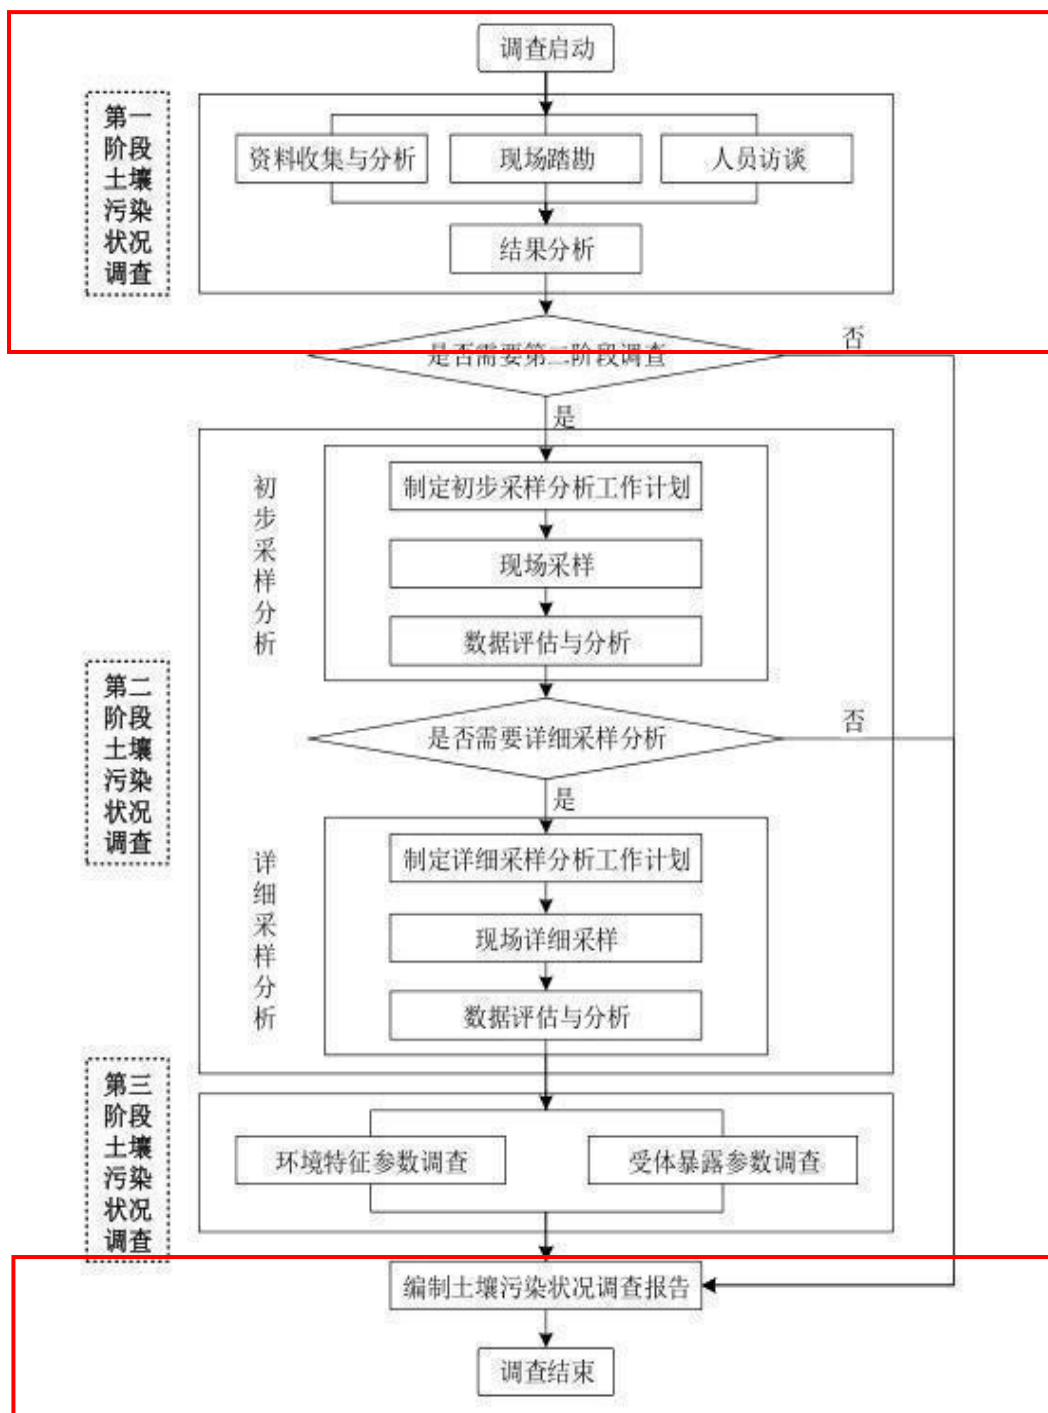 调查启动
第一
阶段
土壤
污染
状况
调查
资料收集与分析
现场踏勘
人员访谈
结果分析
是否需要第二阶段调查
否
是
初
步
采
样
分
析
制定初步采样分析工作计划
现场采样
数据评估与分析
第二
阶段
土壤
污染
状况
调查
是否需要详细采样分析
否
是
详
细
采
样
分
析
制定详细采样分析工作计划
现场详细采样
数据评估与分析
第三
阶段
土壤
污染
状况
调查
环境特征参数调查
受体暴露参数调查
编制土壤污染状况调查报告
调查结束